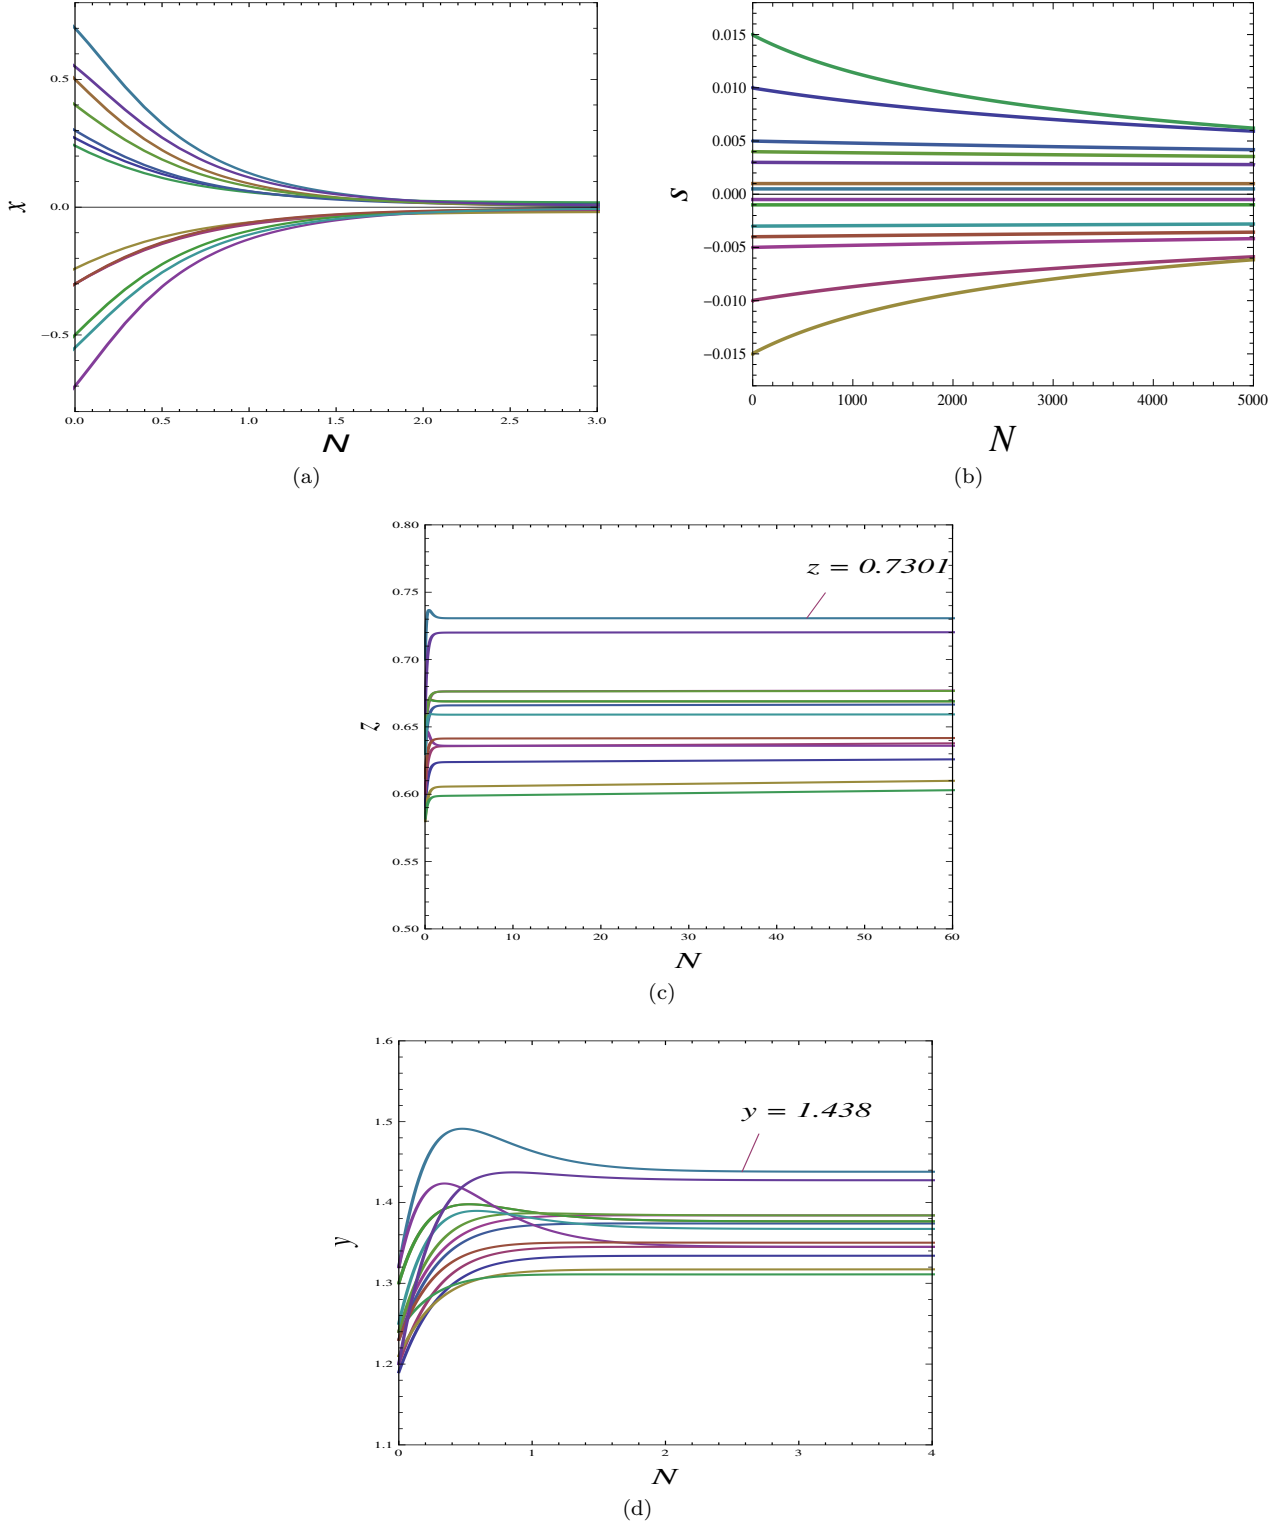 0.5
0.0
−0.5
x
0.0 0.5 1.0 1.5 2.0 2.5 3.0
N
(a)
0.015
0.010
0.005
0.000
−0.005
−0.010
−0.015
s
0 1000 2000 3000 4000 5000
N
(b)
0.80
0.75
0.70
0.65
0.60
0.55
0.50
z
z = 0.7301
0 10 20 30 40 50 60
N
(c)
1.6
1.5
1.4
1.3
1.2
1.1
y
y = 1.438
0 1 2 3 4
N
(d)